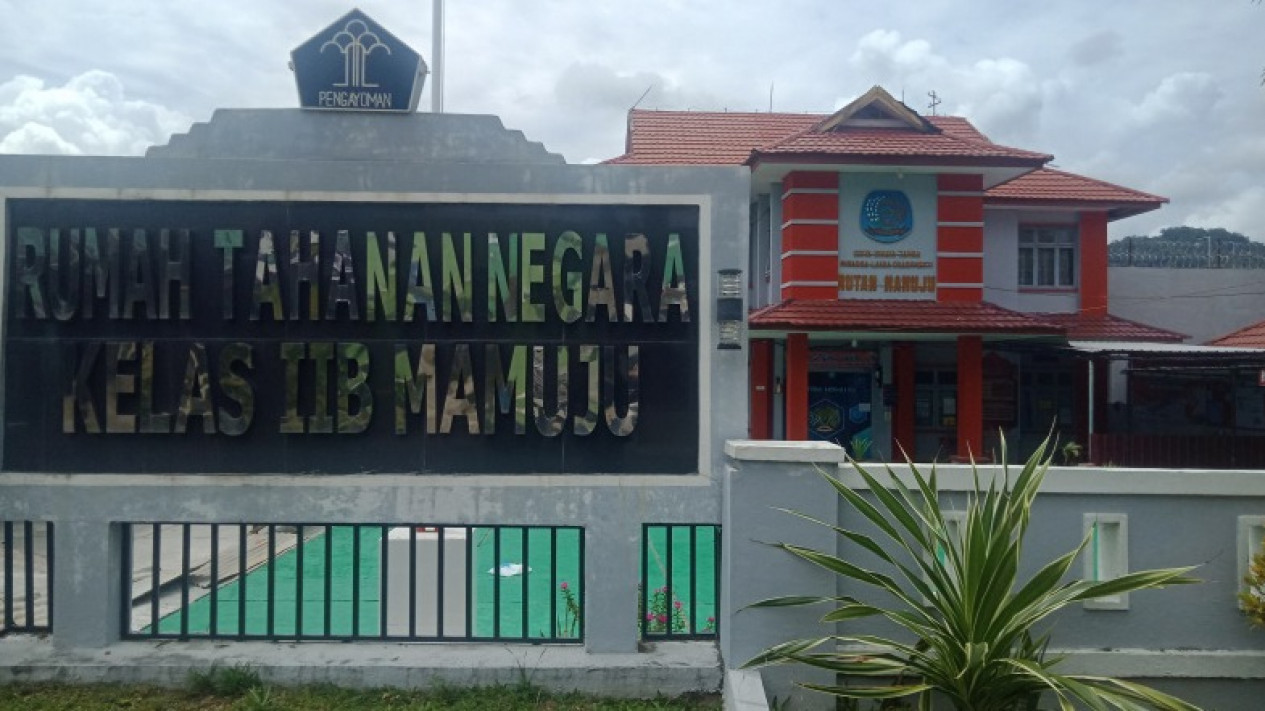 PENGAYOMAN
RUMAH TAHANAN NEGARA
KELAS IIB MAMUJU
RUTAN MAMUJU